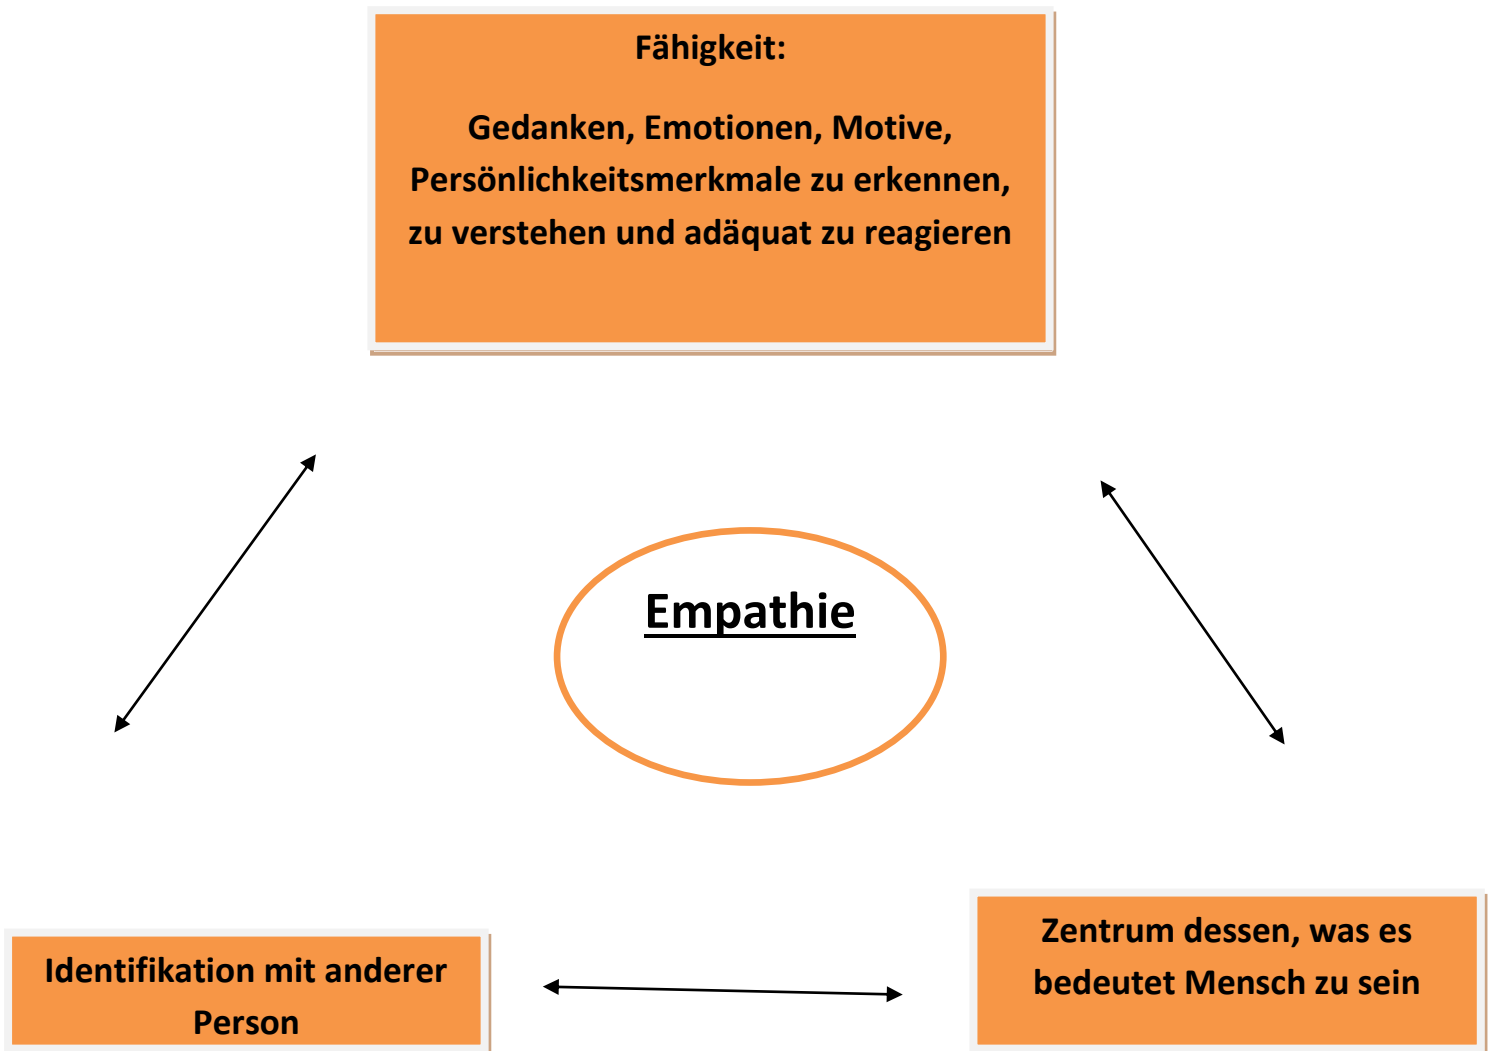 Fähigkeit:
Gedanken, Emotionen, Motive,
Persönlichkeitsmerkmale zu erkennen,
zu verstehen und adäquat zu reagieren
Empathie
Identifikation mit anderer
Person
Zentrum dessen, was es
bedeutet Mensch zu sein